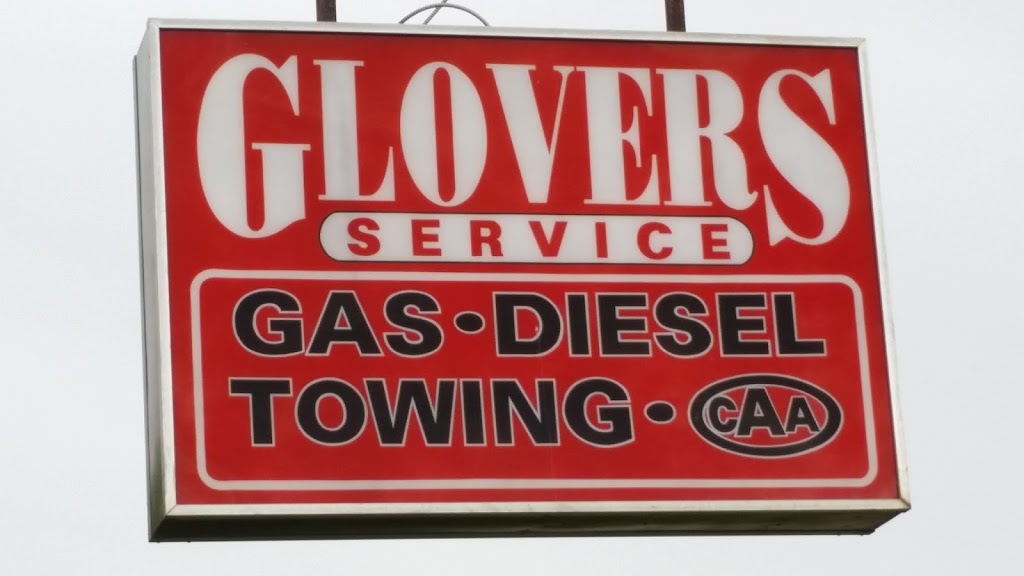 GLOVERS
SERVICE
GAS • DIESEL
TOWING • CAA